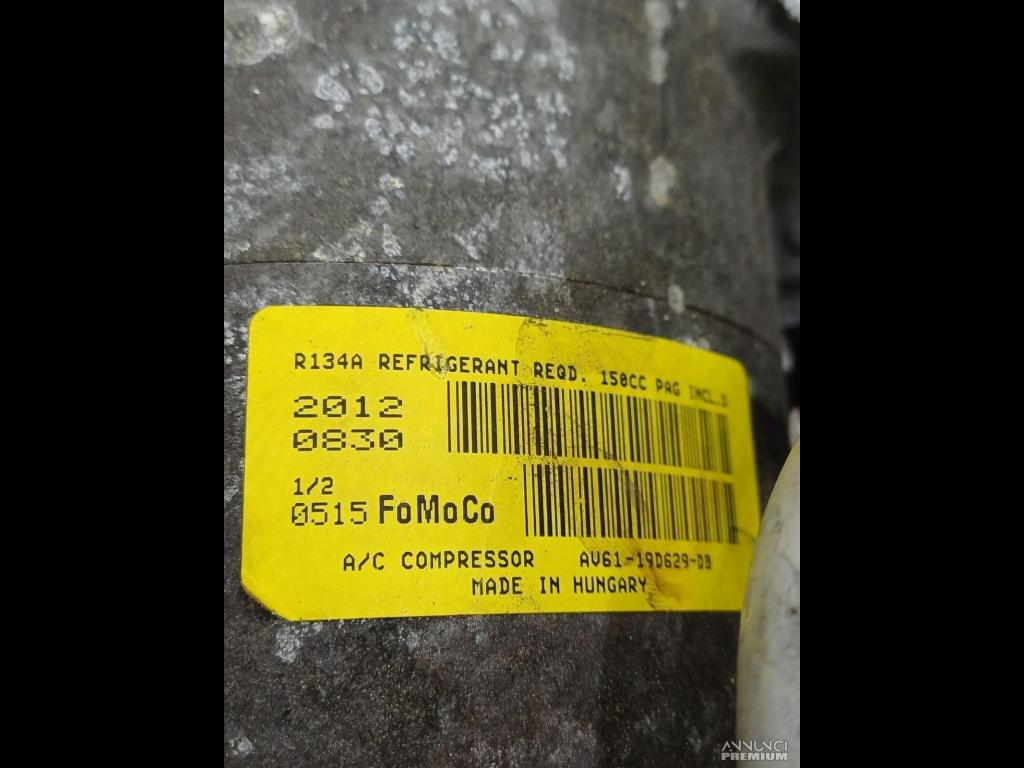 R134A REFRIGERANT REQD. 150CC PAG INCL.
2012
0830
1/2
0515 FoMoCo
A/C COMPRESSOR AV61-19D629-DB
MADE IN HUNGARY
ANNUNCI
PREMIUM